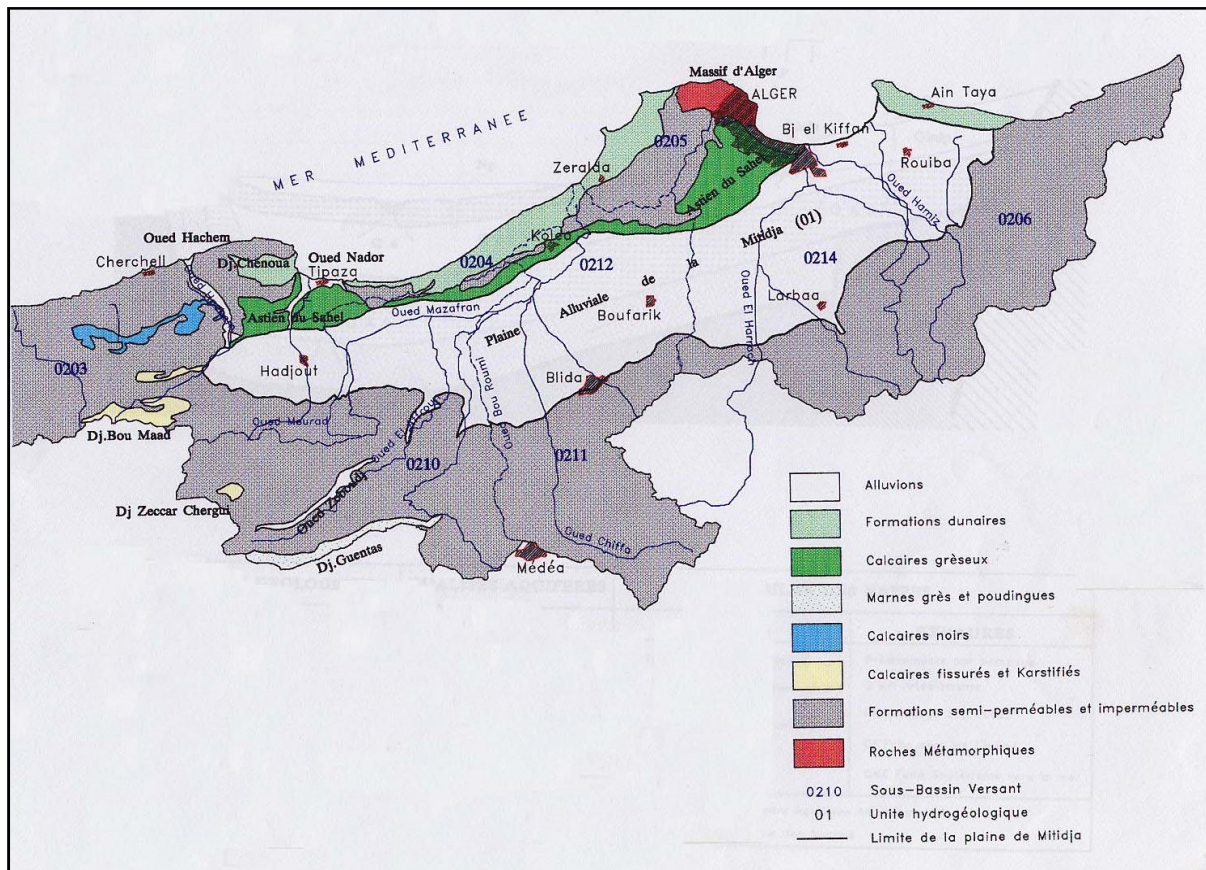 Massif d'Alger
ALGER
Ain Taya
MER MEDITERRANEE
Bj el Kiffan
0205
Rouiba
Zeralda
Astien du Sahel
Oued Hamiz
0206
Mitidja (01)
Oued Hachem
Koléa
Cherchell
Dj.Chenoua
Oued Nador
Tipaza
0204
0212
0214
la
de
Alluviale
Boufarik
Larbaa
Astien du Sahel
Oued Mazafran
Plaine
Oued El Harrach
0203
Hadjout
Blida
Oued Bou Roumi
Dj.Bou Maad
Oued Mourad
0210
0211
Dj Zeccar Chergui
Oued Zeboudj
Oued Chiffa
Dj.Guentas
Médéa
Alluvions
Formations dunaires
Calcaires grèseux
Marnes grès et poudingues
Calcaires noirs
Calcaires fissurés et Karstifiés
Formations semi-perméables et imperméables
Roches Métamorphiques
0210 Sous-Bassin Versant
01 Unite hydrogéologique
Limite de la plaine de Mitidja